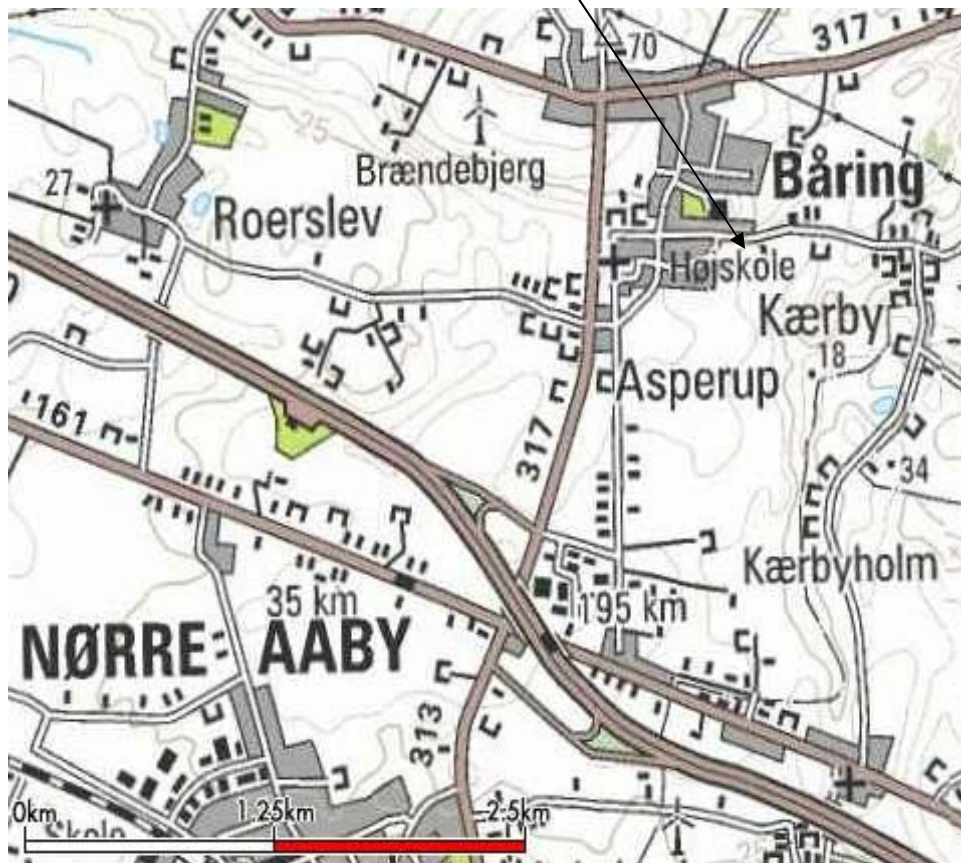 70
317
Brændebjerg
25
Båring
27
Roerslev
Højskole
Kærby
18
Asperup
161
317
34
Kærbyholm
35 km
195 km
NØRRE AABY
313
0km 1.25km 2.5km
Skole